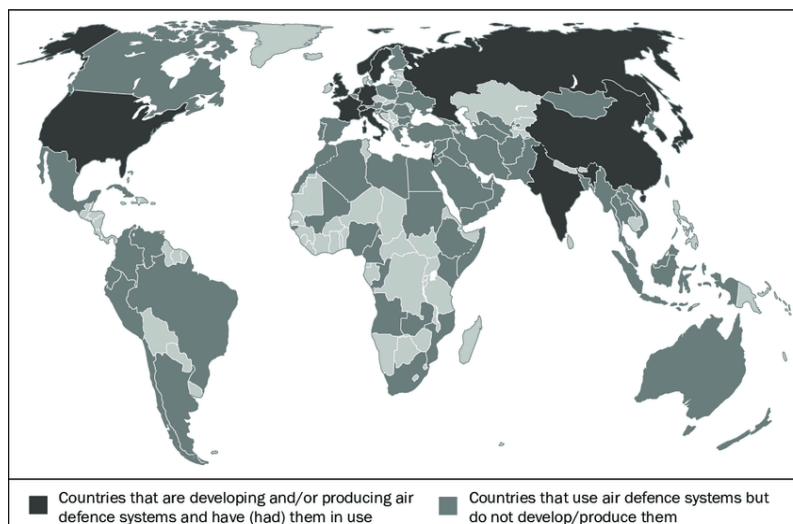 Countries that are developing and/or producing air
defence systems and have (had) them in use
Countries that use air defence systems but
do not develop/produce them